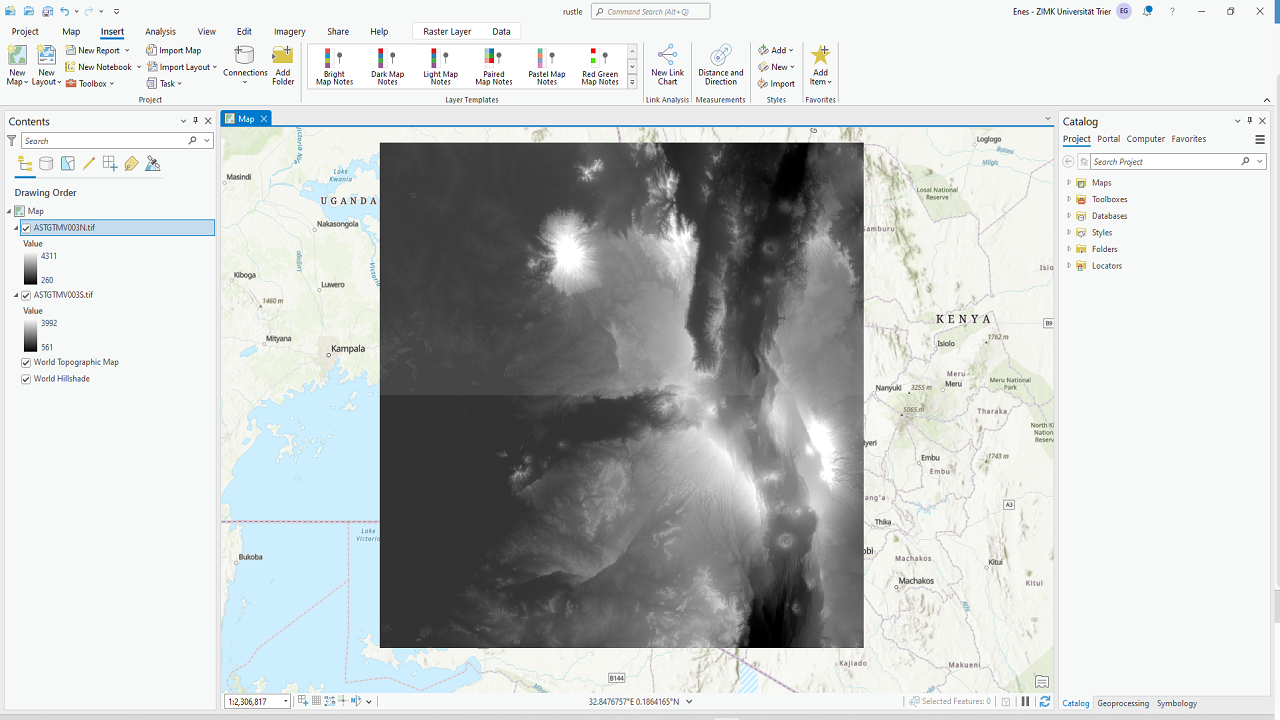 rustle
Command Search (Alt+Q)
Enes - ZIMK Universität Trier
EG
Project
Map
Insert
Analysis
View
Edit
Imagery
Share
Help
Raster Layer
Data
New Map
New Layout
New Report
New Notebook
Toolbox
Import Map
Import Layout
Task
Connections
Add Folder
Bright Map Notes
Dark Map Notes
Light Map Notes
Paired Map Notes
Pastel Map Notes
Red Green Map Notes
New Link Chart
Distance and Direction
Add
New
Import
Add Item
Project
Layer Templates
Link Analysis
Measurements
Styles
Favorites
Contents
Search
Drawing Order
Map
ASTGTMV003N.tif
Value
4311
260
ASTGTMV003S.tif
Value
3992
561
World Topographic Map
World Hillshade
Map
Masindi
Lake Kwania
UGANDA
Nakasongola
Kiboga
Luwero
1460 m
Mityana
Kampala
Bukoba
Lake Victoria
Loglogo
Milgis
Losai National Reserve
KENYA
B9
Isiolo
1762 m
Meru
Nanyuki
3255 m
Meru
Meru National Park
5065 m
Tharaka
Embu
Embu
1743 m
A3
Thika
Machakos
Kitui
Machakos
Kitui
Kajiado
Makueni
B144
1:2,306,817
32.8476757°E 0.1864165°N
Selected Features: 0
Catalog
Project
Portal
Computer
Favorites
Search Project
Maps
Toolboxes
Databases
Styles
Folders
Locators
Catalog
Geoprocessing
Symbology